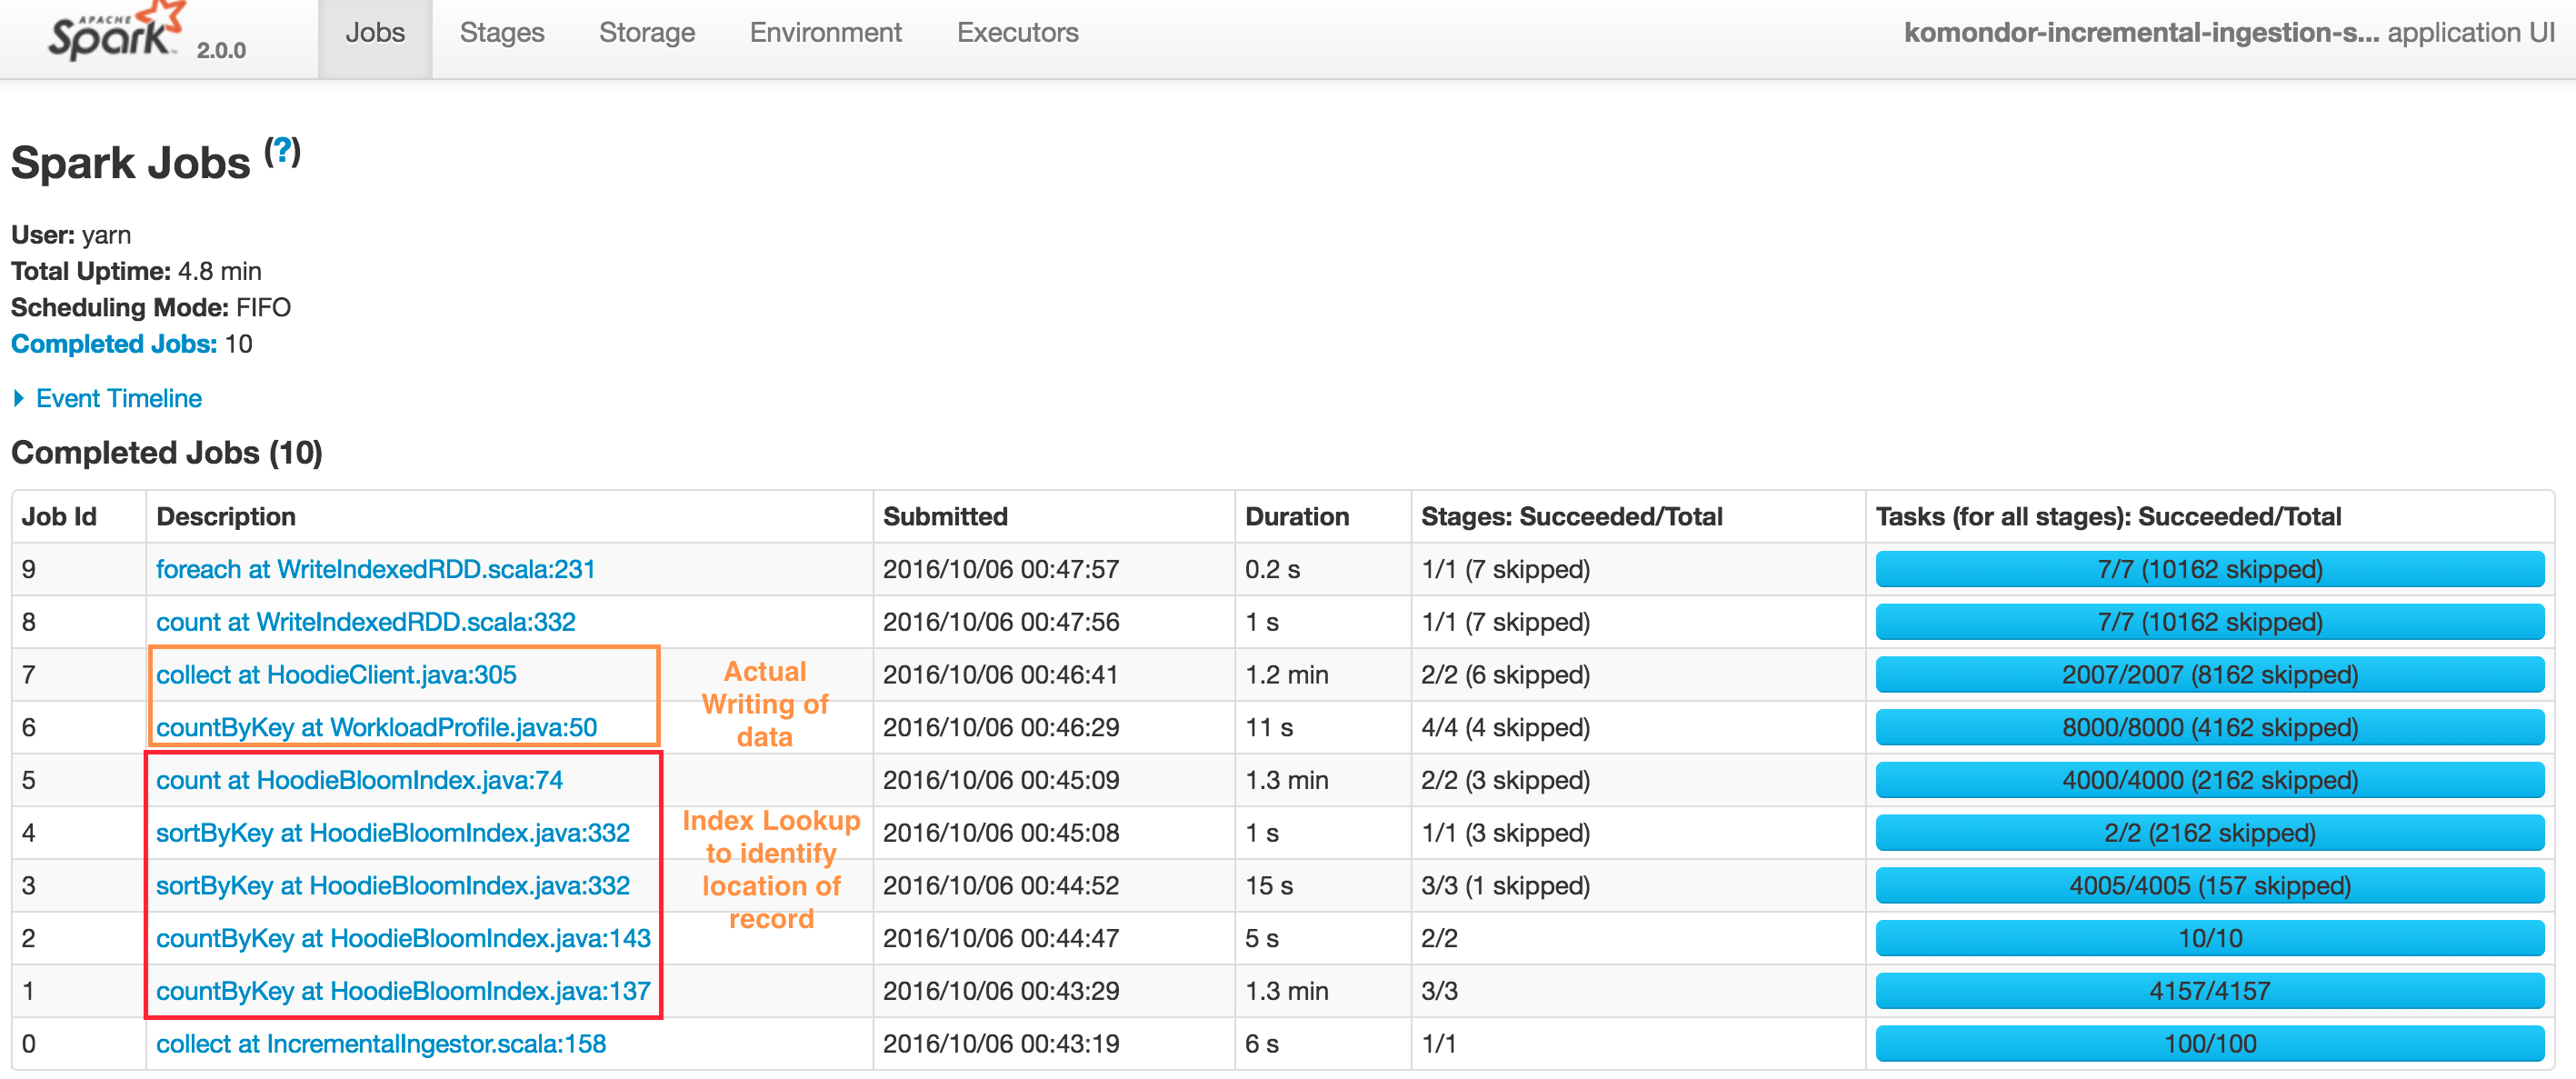 APACHE
Spark 2.0.0 Jobs Stages Storage Environment Executors komondor-incremental-ingestion-s... application UI
Spark Jobs (?)
User: yarn
Total Uptime: 4.8 min
Scheduling Mode: FIFO
Completed Jobs: 10
Event Timeline
Completed Jobs (10)
Job Id Description Submitted Duration Stages: Succeeded/Total Tasks (for all stages): Succeeded/Total
9 foreach at WriteIndexedRDD.scala:231 2016/10/06 00:47:57 0.2 s 1/1 (7 skipped) 7/7 (10162 skipped)
8 count at WriteIndexedRDD.scala:332 2016/10/06 00:47:56 1 s 1/1 (7 skipped) 7/7 (10162 skipped)
7 collect at HoodieClient.java:305 2016/10/06 00:46:41 1.2 min 2/2 (6 skipped) 2007/2007 (8162 skipped)
6 countByKey at WorkloadProfile.java:50 2016/10/06 00:46:29 11 s 4/4 (4 skipped) 8000/8000 (4162 skipped)
Actual
Writing of
data
5 count at HoodieBloomIndex.java:74 2016/10/06 00:45:09 1.3 min 2/2 (3 skipped) 4000/4000 (2162 skipped)
4 sortByKey at HoodieBloomIndex.java:332 2016/10/06 00:45:08 1 s 1/1 (3 skipped) 2/2 (2162 skipped)
3 sortByKey at HoodieBloomIndex.java:332 2016/10/06 00:44:52 15 s 3/3 (1 skipped) 4005/4005 (157 skipped)
2 countByKey at HoodieBloomIndex.java:143 2016/10/06 00:44:47 5 s 2/2 10/10
1 countByKey at HoodieBloomIndex.java:137 2016/10/06 00:43:29 1.3 min 3/3 4157/4157
Index Lookup
to identify
location of
record
0 collect at IncrementalIngestor.scala:158 2016/10/06 00:43:19 6 s 1/1 100/100